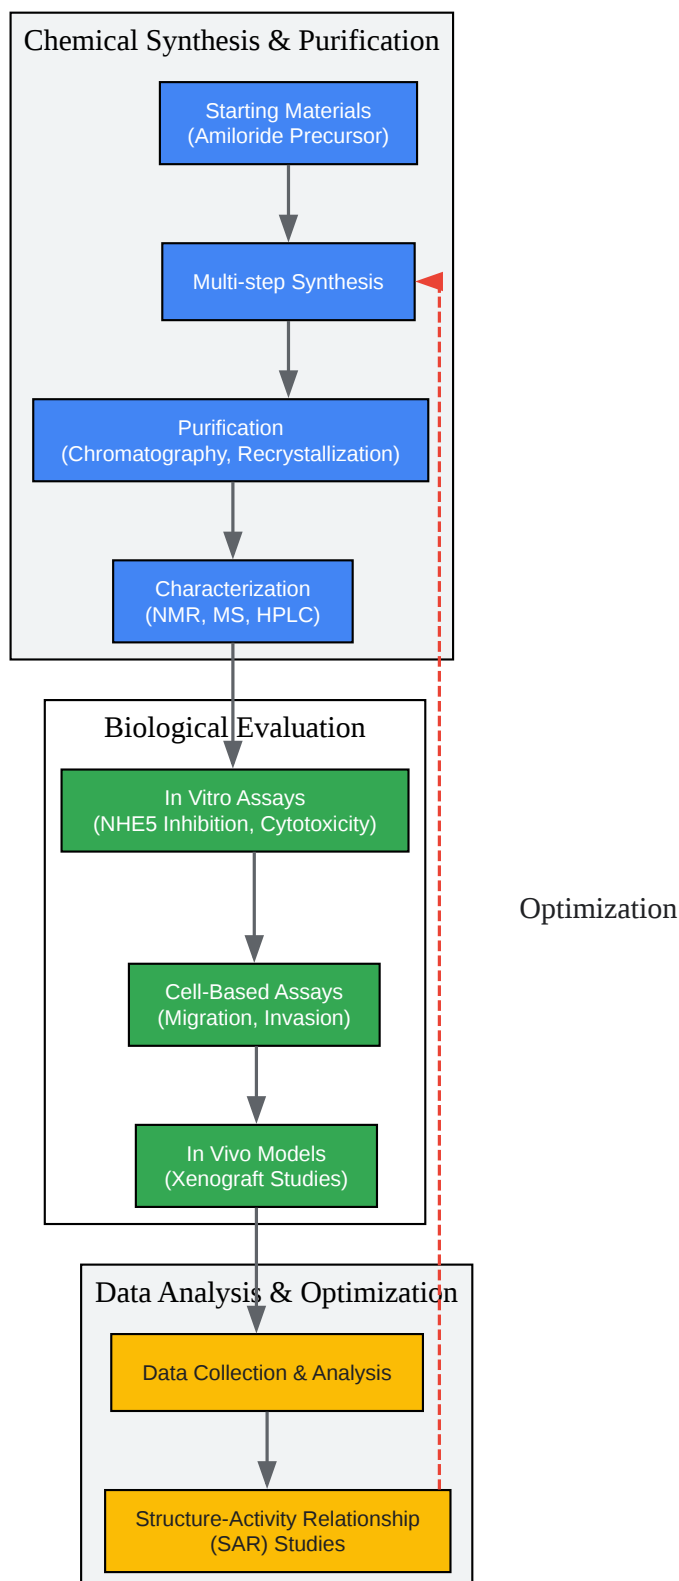 Chemical Synthesis & Purification
Starting Materials
(Amiloride Precursor)
Multi-step Synthesis
Purification
(Chromatography, Recrystallization)
Characterization
(NMR, MS, HPLC)
Biological Evaluation
In Vitro Assays
(NHE5 Inhibition, Cytotoxicity)
Optimization
Cell-Based Assays
(Migration, Invasion)
In Vivo Models
(Xenograft Studies)
Data Analysis & Optimization
Data Collection & Analysis
Structure-Activity Relationship
(SAR) Studies